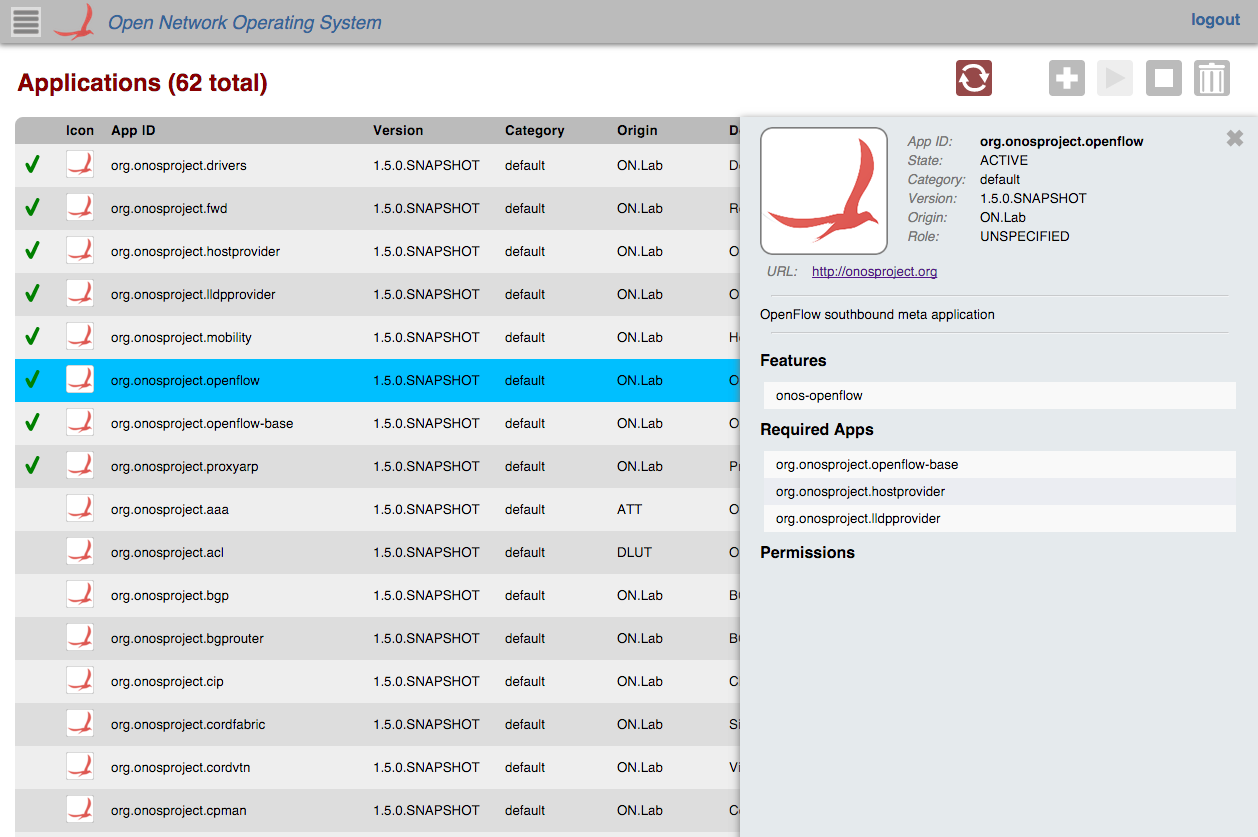 Open Network Operating System
logout
Applications (62 total)
Icon App ID Version Category Origin
org.onosproject.drivers 1.5.0.SNAPSHOT default ON.Lab
org.onosproject.fwd 1.5.0.SNAPSHOT default ON.Lab
org.onosproject.hostprovider 1.5.0.SNAPSHOT default ON.Lab
org.onosproject.lldpprovider 1.5.0.SNAPSHOT default ON.Lab
org.onosproject.mobility 1.5.0.SNAPSHOT default ON.Lab
org.onosproject.openflow 1.5.0.SNAPSHOT default ON.Lab
org.onosproject.openflow-base 1.5.0.SNAPSHOT default ON.Lab
org.onosproject.proxyarp 1.5.0.SNAPSHOT default ON.Lab
org.onosproject.aaa 1.5.0.SNAPSHOT default ATT
org.onosproject.acl 1.5.0.SNAPSHOT default DLUT
org.onosproject.bgp 1.5.0.SNAPSHOT default ON.Lab
org.onosproject.bgprouter 1.5.0.SNAPSHOT default ON.Lab
org.onosproject.cip 1.5.0.SNAPSHOT default ON.Lab
org.onosproject.cordfabric 1.5.0.SNAPSHOT default ON.Lab
org.onosproject.cordvtn 1.5.0.SNAPSHOT default ON.Lab
org.onosproject.cpman 1.5.0.SNAPSHOT default ON.Lab
App ID: org.onosproject.openflow
State: ACTIVE
Category: default
Version: 1.5.0.SNAPSHOT
Origin: ON.Lab
Role: UNSPECIFIED
URL: http://onosproject.org
OpenFlow southbound meta application
Features
onos-openflow
Required Apps
org.onosproject.openflow-base
org.onosproject.hostprovider
org.onosproject.lldpprovider
Permissions